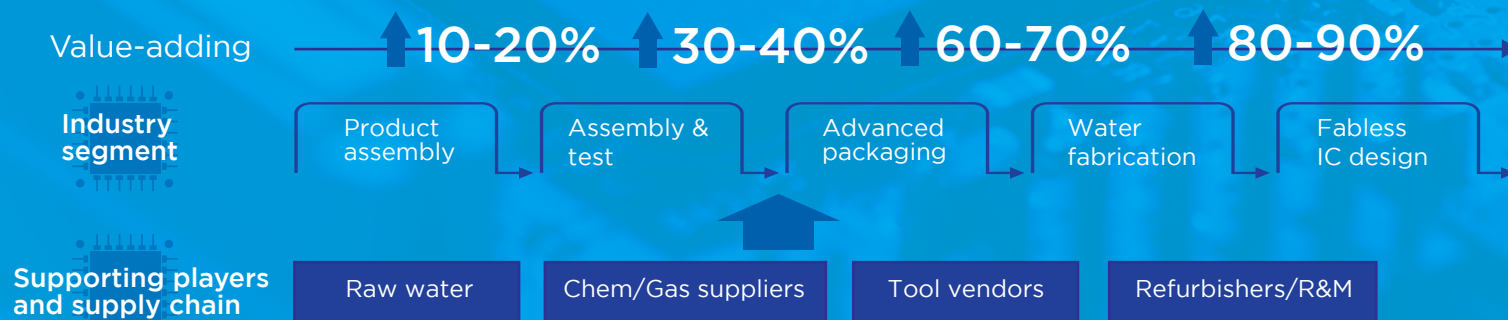 Value-adding
10-20%
30-40%
60-70%
80-90%
Industry
segment
Product
assembly
Assembly &
test
Advanced
packaging
Water
fabrication
Fabless
IC design
Supporting players
and supply chain
Raw water
Chem/Gas suppliers
Tool vendors
Refurbishers/R&M